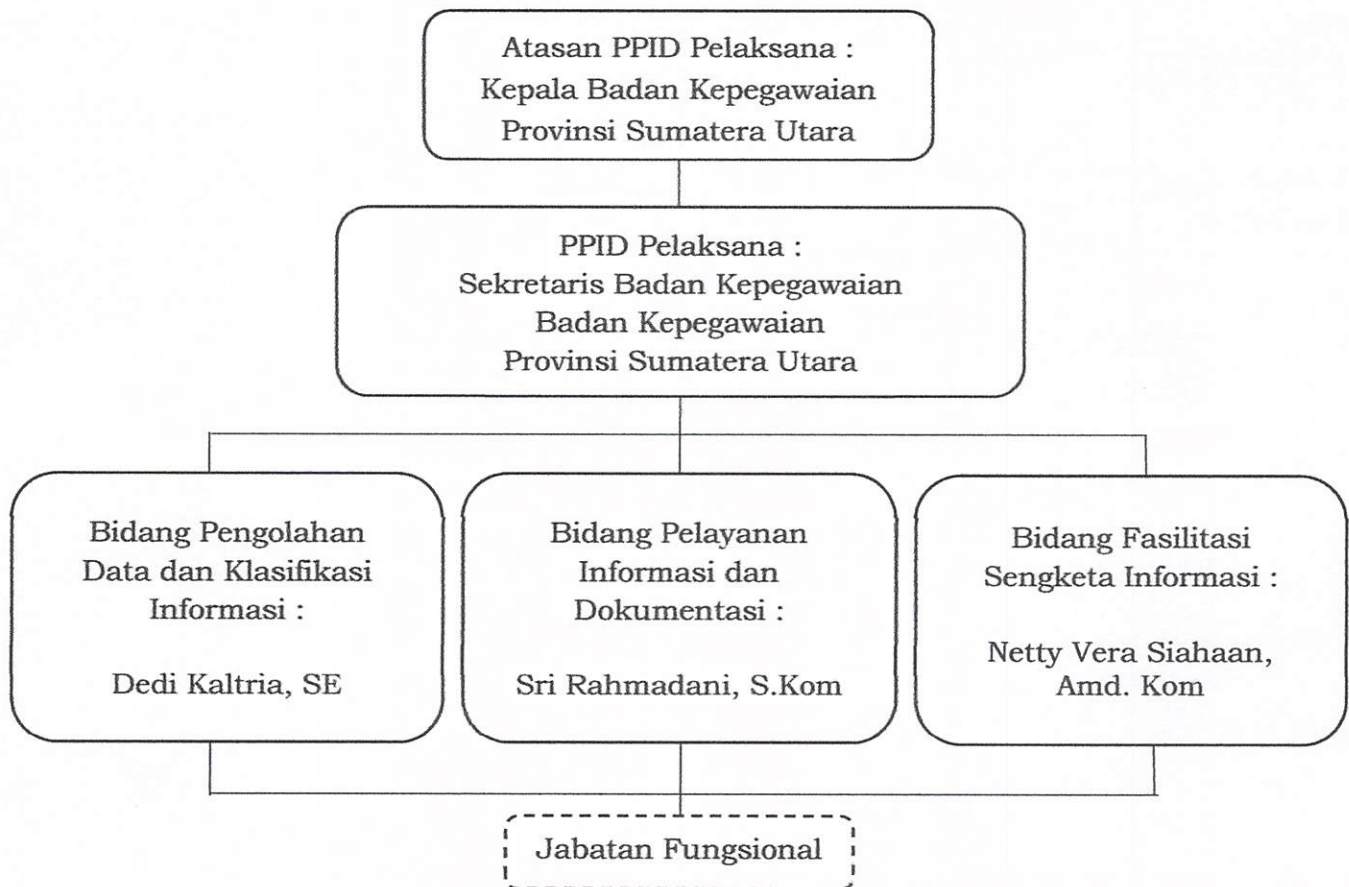 Atasan PPID Pelaksana :
Kepala Badan Kepegawaian
Provinsi Sumatera Utara
PPID Pelaksana :
Sekretaris Badan Kepegawaian
Badan Kepegawaian
Provinsi Sumatera Utara
Bidang Pengolahan
Data dan Klasifikasi
Informasi :
Dedi Kaltria, SE
Bidang Pelayanan
Informasi dan
Dokumentasi :
Sri Rahmadani, S.Kom
Bidang Fasilitasi
Sengketa Informasi :
Netty Vera Siahaan,
Amd. Kom
Jabatan Fungsional